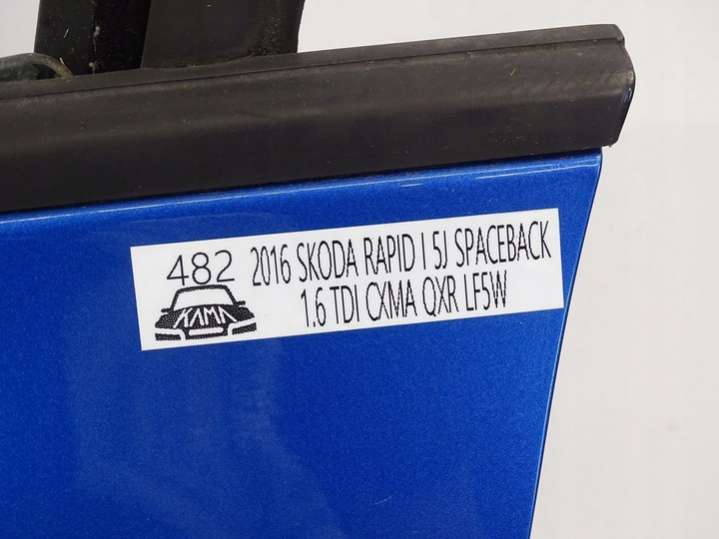 482
2016 SKODA RAPID I 5J SPACEBACK
1.6 TDI CXMA QXR LF5W
KAMA